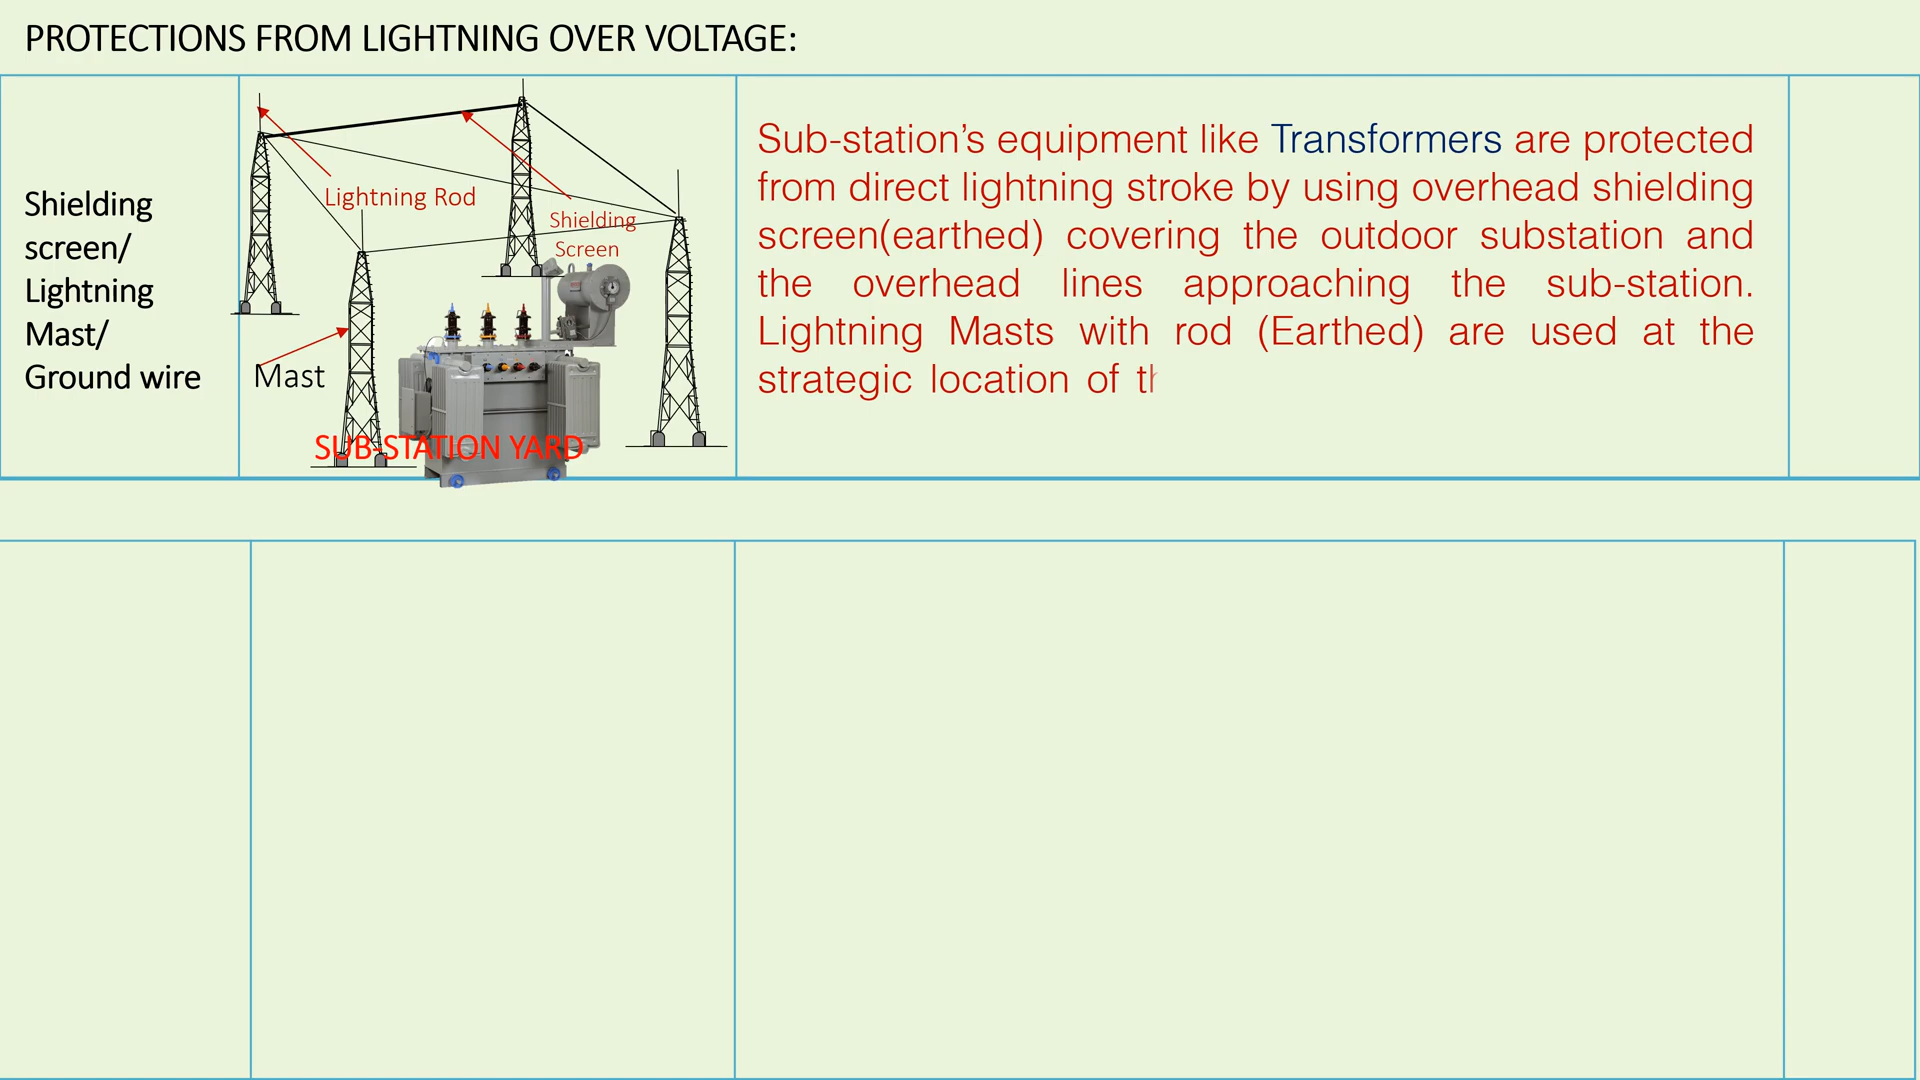 PROTECTIONS FROM LIGHTNING OVER VOLTAGE:
Shielding
screen/
Lightning
Mast/
Ground wire
Lightning Rod
Shielding
Screen
Mast
SUB-STATION YARD
Sub-station’s equipment like Transformers are protected
from direct lightning stroke by using overhead shielding
screen(earthed) covering the outdoor substation and
the overhead lines approaching the sub-station.
Lightning Masts with rod (Earthed) are used at the
strategic location of